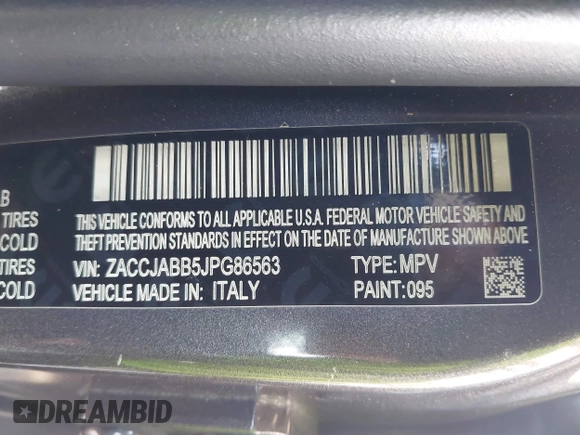 LB
TIRES
COLD
TIRES
COLD
THIS VEHICLE CONFORMS TO ALL APPLICABLE U.S.A. FEDERAL MOTOR VEHICLE SAFETY AND
THEFT PREVENTION STANDARDS IN EFFECT ON THE DATE OF MANUFACTURE SHOWN ABOVE
VIN: ZACCJABB5JPG86563 TYPE: MPV
VEHICLE MADE IN: ITALY PAINT: 095
DREAMBID